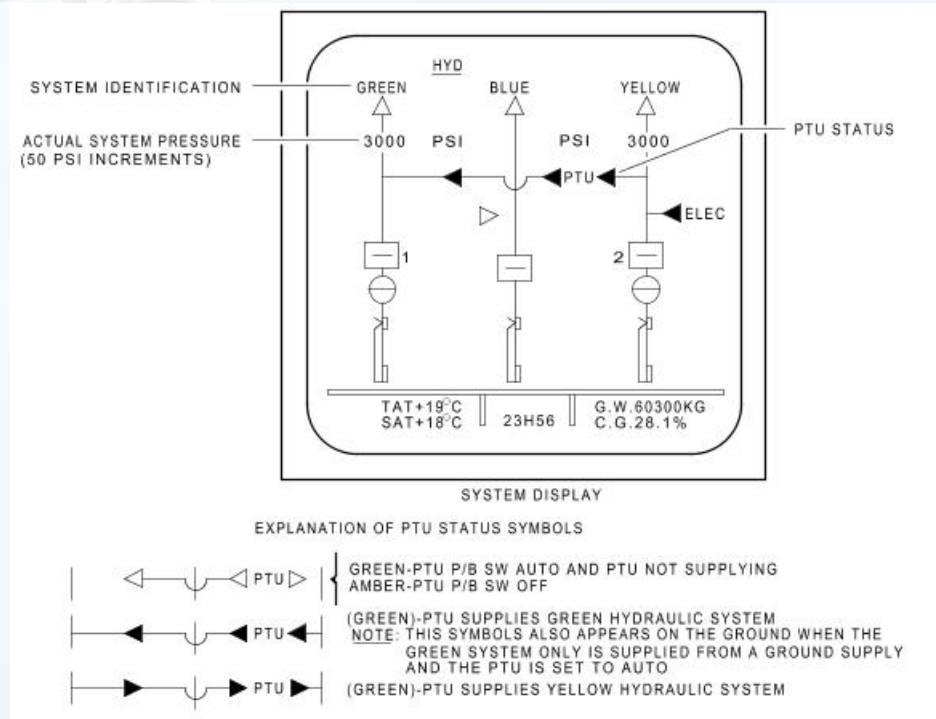 HYD
SYSTEM IDENTIFICATION
GREEN BLUE YELLOW
ACTUAL SYSTEM PRESSURE
(50 PSI INCREMENTS)
3000 PSI PSI 3000
PTU STATUS
PTU
ELEC
1 2
TAT+19°C
SAT+18°C
23H56
G.W.60300KG
C.G.28.1%
SYSTEM DISPLAY
EXPLANATION OF PTU STATUS SYMBOLS
PTU
GREEN-PTU P/B SW AUTO AND PTU NOT SUPPLYING
AMBER-PTU P/B SW OFF
PTU
(GREEN)-PTU SUPPLIES GREEN HYDRAULIC SYSTEM
NOTE: THIS SYMBOLS ALSO APPEARS ON THE GROUND WHEN THE
GREEN SYSTEM ONLY IS SUPPLIED FROM A GROUND SUPPLY
AND THE PTU IS SET TO AUTO
PTU
(GREEN)-PTU SUPPLIES YELLOW HYDRAULIC SYSTEM